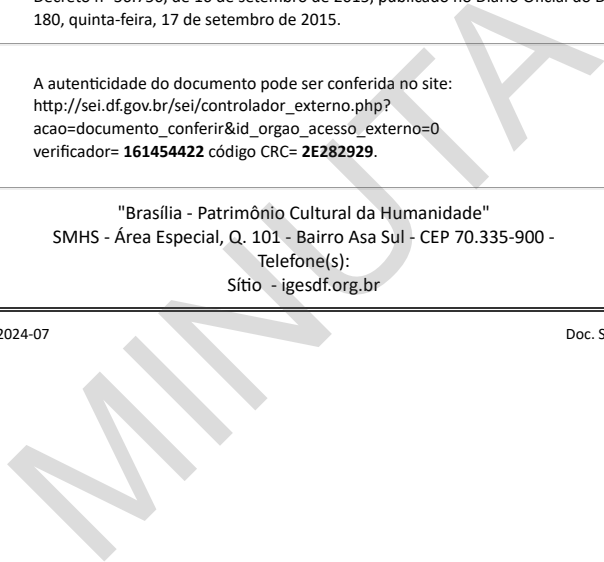 180, quinta-feira, 17 de setembro de 2015.
A autenticidade do documento pode ser conferida no site:
http://sei.df.gov.br/sei/controlador_externo.php?
acao=documento_conferir&id_orgao_acesso_externo=0
verificador= 161454422 código CRC= 2E282929.
"Brasília - Patrimônio Cultural da Humanidade"
SMHS - Área Especial, Q. 101 - Bairro Asa Sul - CEP 70.335-900 -
Telefone(s):
Sítio - igesdf.org.br
2024-07 Doc. S
MINUTA